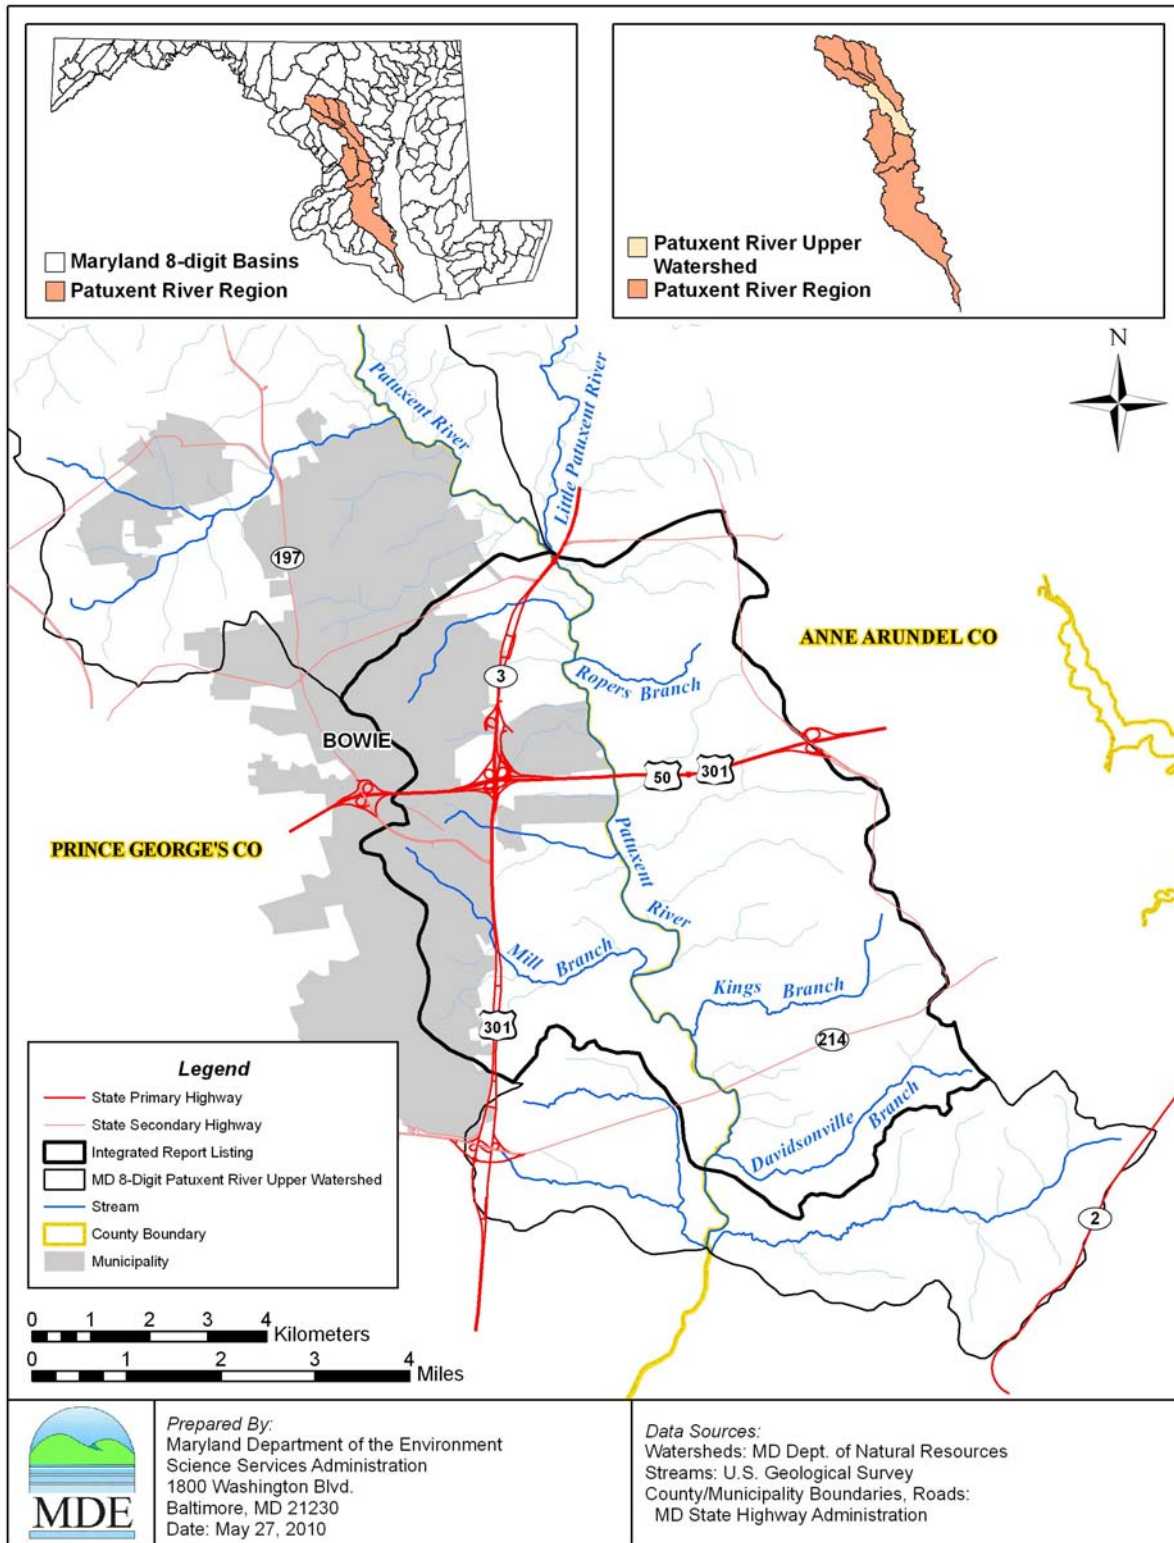 Maryland 8-digit Basins
Patuxent River Region
Patuxent River Upper
Watershed
Patuxent River Region
N
Patuxent River
Little Patuxent River
197
ANNE ARUNDEL CO
3
Ropers Branch
BOWIE
50
301
PRINCE GEORGE'S CO
Patuxent
River
Mill Branch
Kings Branch
301
214
Davidsonville
Branch
2
Legend
State Primary Highway
State Secondary Highway
Integrated Report Listing
MD 8-Digit Patuxent River Upper Watershed
Stream
County Boundary
Municipality
0 1 2 3 4
Kilometers
0 1 2 3 4
Miles
MDE
Prepared By:
Maryland Department of the Environment
Science Services Administration
1800 Washington Blvd.
Baltimore, MD 21230
Date: May 27, 2010
Data Sources:
Watersheds: MD Dept. of Natural Resources
Streams: U.S. Geological Survey
County/Municipality Boundaries, Roads:
MD State Highway Administration